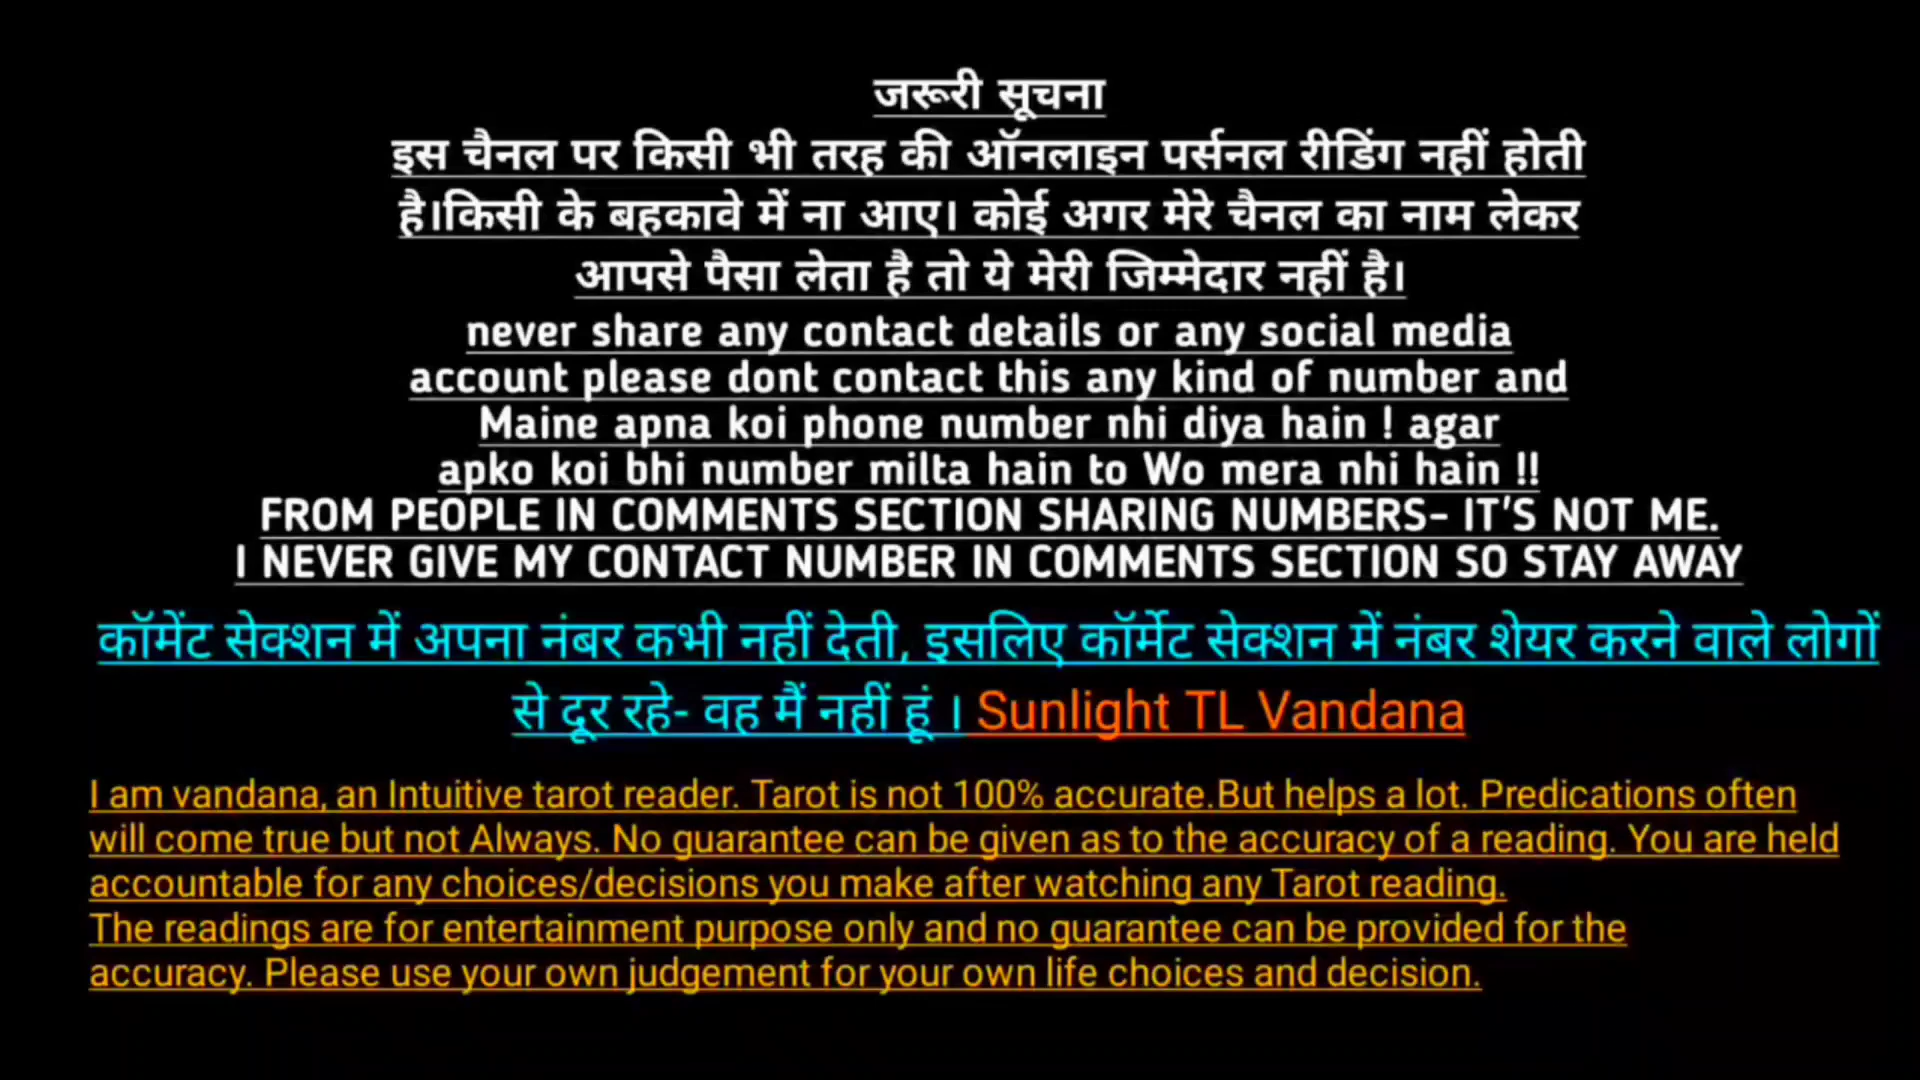 जरूरी सूचना
इस चैनल पर किसी भी तरह की ऑनलाइन पर्सनल रीडिंग नहीं होती
है।किसी के बहकावे में ना आए। कोई अगर मेरे चैनल का नाम लेकर
आपसे पैसा लेता है तो ये मेरी जिम्मेदार नहीं है।
never share any contact details or any social media
account please dont contact this any kind of number and
Maine apna koi phone number nhi diya hain ! agar
apko koi bhi number milta hain to Wo mera nhi hain !!
FROM PEOPLE IN COMMENTS SECTION SHARING NUMBERS- IT'S NOT ME.
I NEVER GIVE MY CONTACT NUMBER IN COMMENTS SECTION SO STAY AWAY
कॉमेंट सेक्शन में अपना नंबर कभी नहीं देती, इसलिए कॉर्मेट सेक्शन में नंबर शेयर करने वाले लोगों
से दूर रहे- वह मैं नहीं हूं । Sunlight TL Vandana
I am vandana, an Intuitive tarot reader. Tarot is not 100% accurate.But helps a lot. Predications often
will come true but not Always. No guarantee can be given as to the accuracy of a reading. You are held
accountable for any choices/decisions you make after watching any Tarot reading.
The readings are for entertainment purpose only and no guarantee can be provided for the
accuracy. Please use your own judgement for your own life choices and decision.